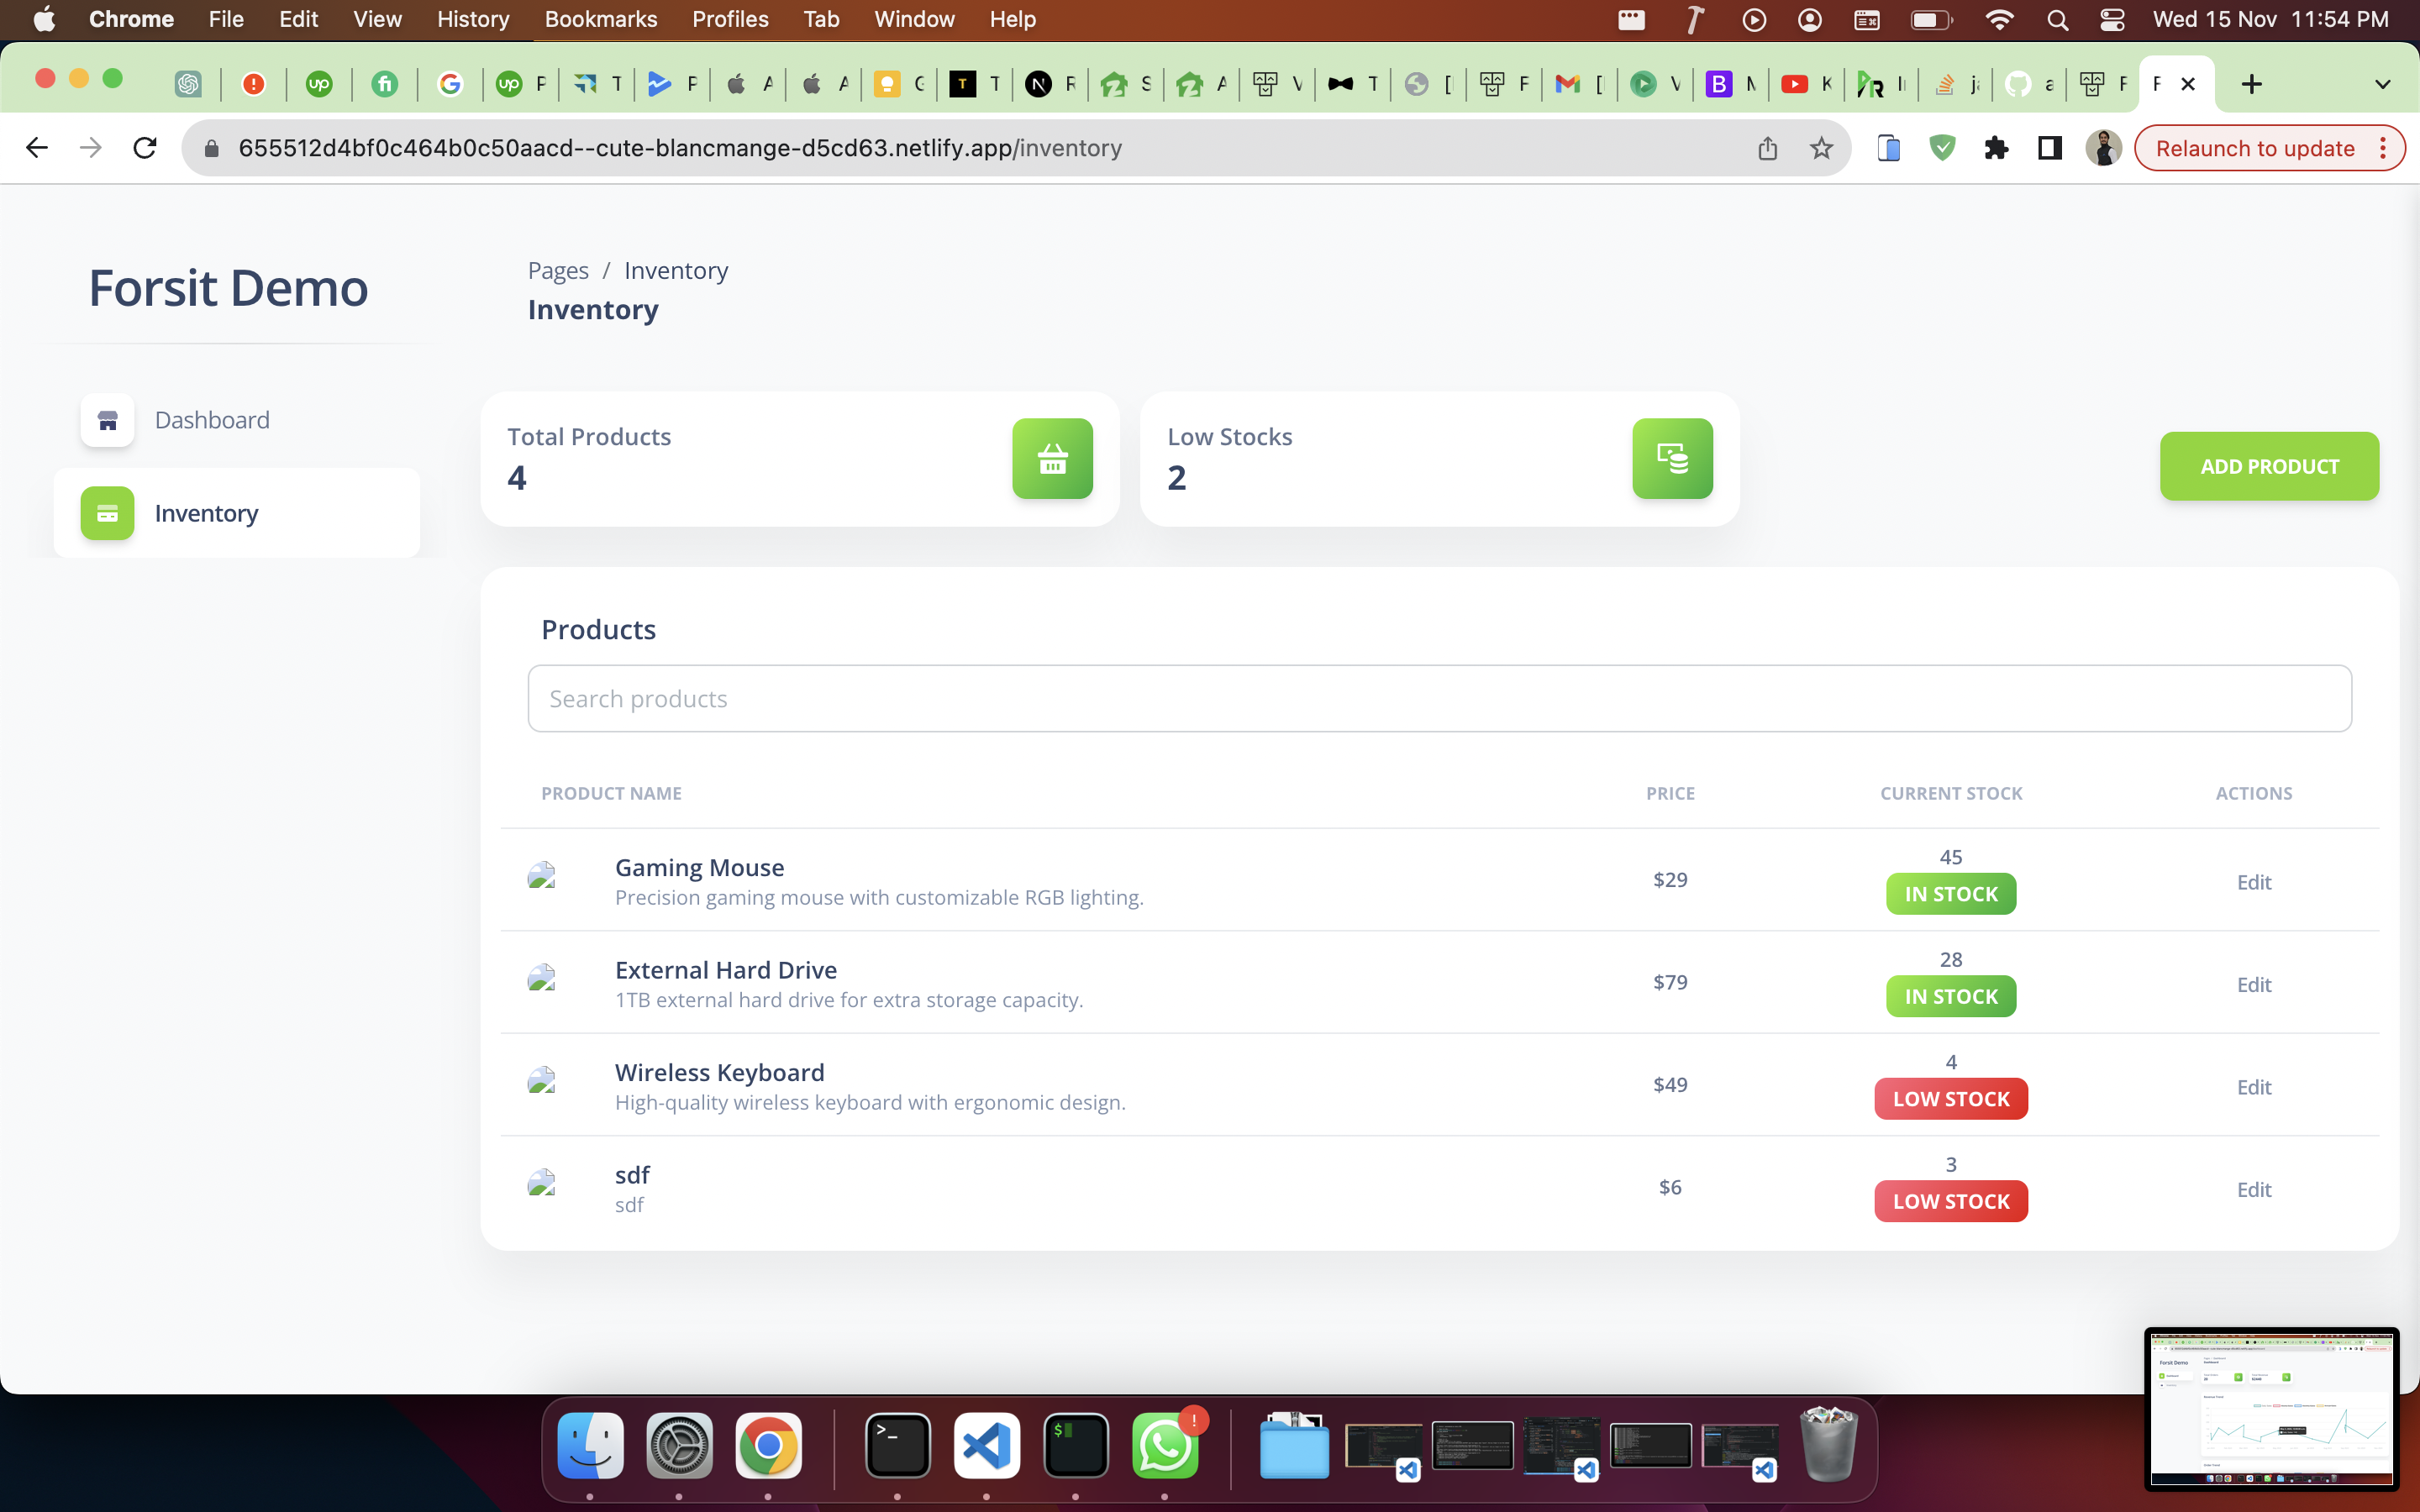 Chrome File Edit View History Bookmarks Profiles Tab Window Help Wed 15 Nov 11:54 PM
655512d4bf0c464b0c50aacd--cute-blancmange-d5cd63.netlify.app/inventory
Relaunch to update
Forsit Demo
Pages / Inventory
Inventory
Dashboard
Inventory
Total Products
4
Low Stocks
2
ADD PRODUCT
Products
Search products
PRODUCT NAME PRICE CURRENT STOCK ACTIONS
Gaming Mouse
Precision gaming mouse with customizable RGB lighting.
$29
45
IN STOCK
Edit
External Hard Drive
1TB external hard drive for extra storage capacity.
$79
28
IN STOCK
Edit
Wireless Keyboard
High-quality wireless keyboard with ergonomic design.
$49
4
LOW STOCK
Edit
sdf
sdf
$6
3
LOW STOCK
Edit
Forsit Demo